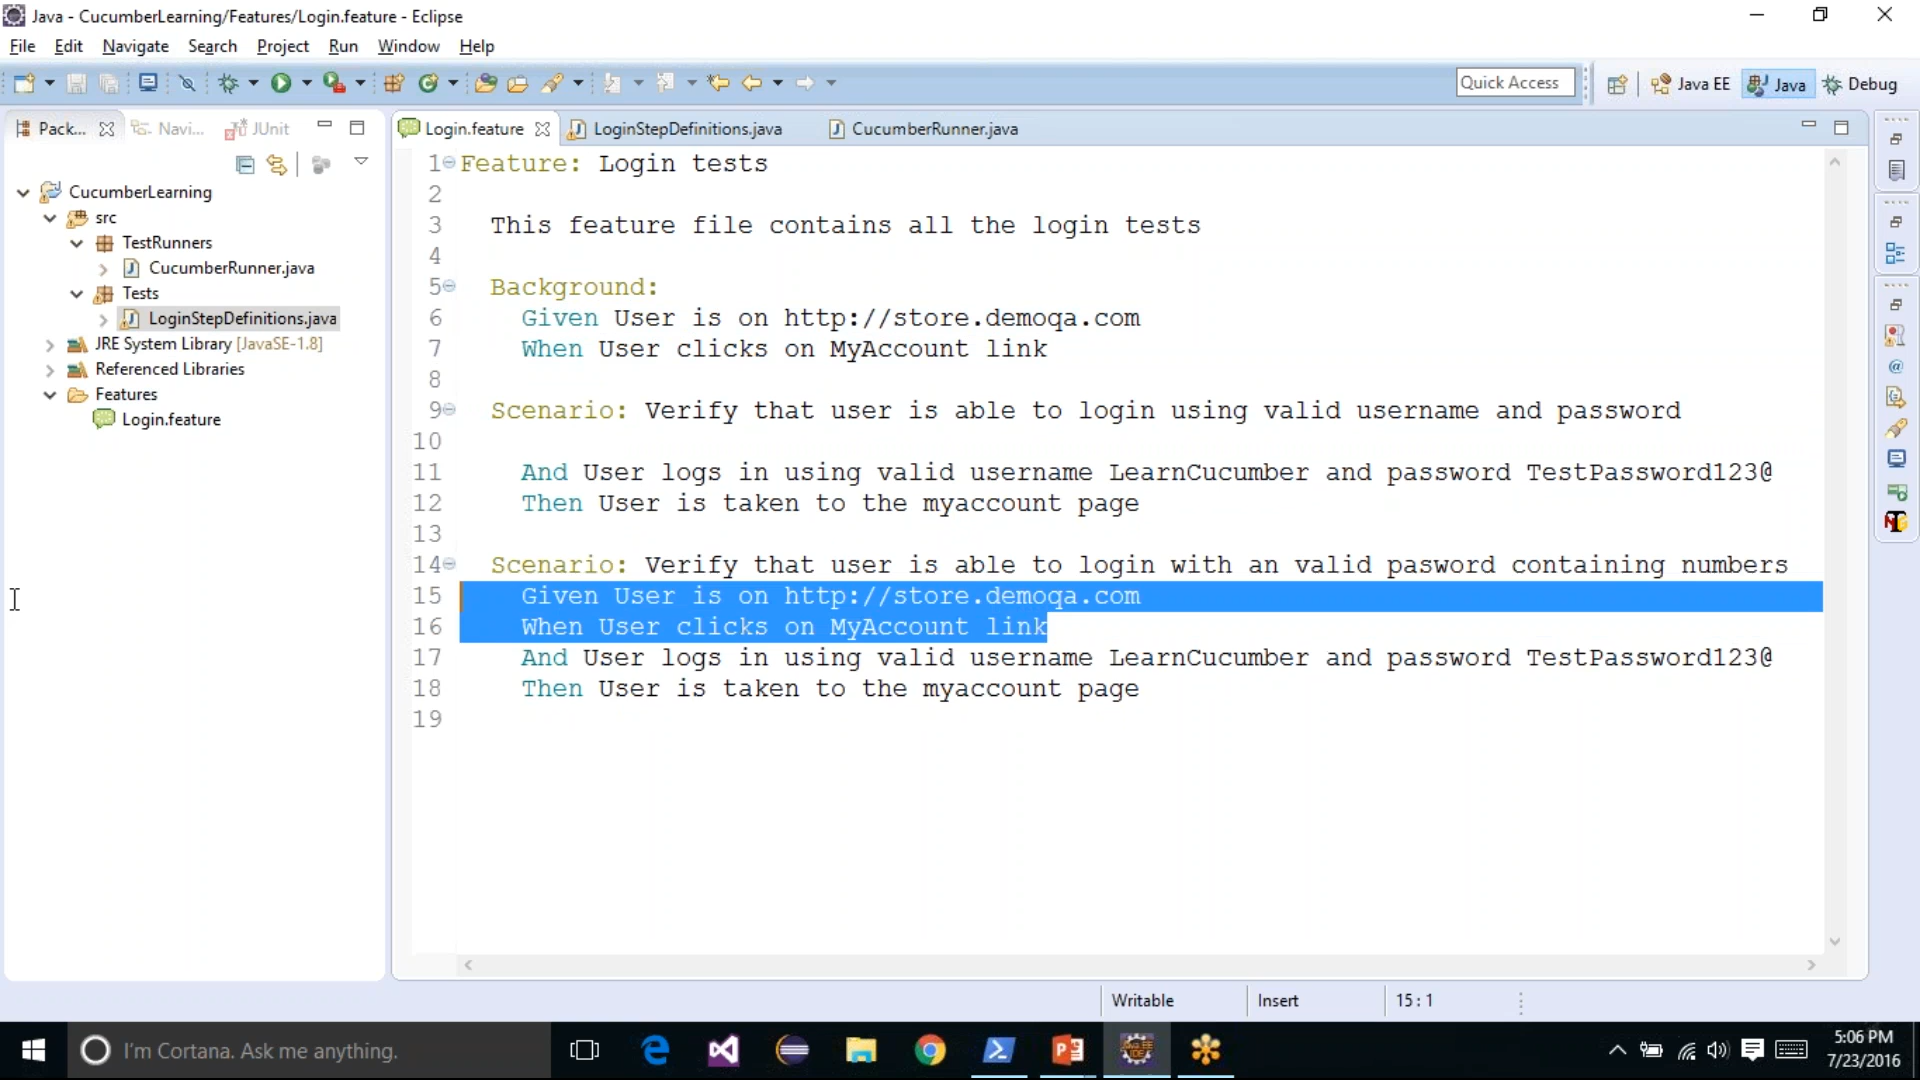 Java - CucumberLearning/Features/Login.feature - Eclipse
File Edit Navigate Search Project Run Window Help
Quick Access Java EE Java Debug
Pack... Navi... JUnit
Login.feature LoginStepDefinitions.java CucumberRunner.java
CucumberLearning
src
TestRunners
CucumberRunner.java
Tests
LoginStepDefinitions.java
JRE System Library [JavaSE-1.8]
Referenced Libraries
Features
Login.feature
1 Feature: Login tests
2
3 This feature file contains all the login tests
4
5 Background:
6 Given User is on http://store.demoqa.com
7 When User clicks on MyAccount link
8
9 Scenario: Verify that user is able to login using valid username and password
10
11 And User logs in using valid username LearnCucumber and password TestPassword123@
12 Then User is taken to the myaccount page
13
14 Scenario: Verify that user is able to login with an valid pasword containing numbers
15 Given User is on http://store.demoqa.com
16 When User clicks on MyAccount link
17 And User logs in using valid username LearnCucumber and password TestPassword123@
18 Then User is taken to the myaccount page
19
Writable Insert 15 : 1
I'm Cortana. Ask me anything.
5:06 PM
7/23/2016